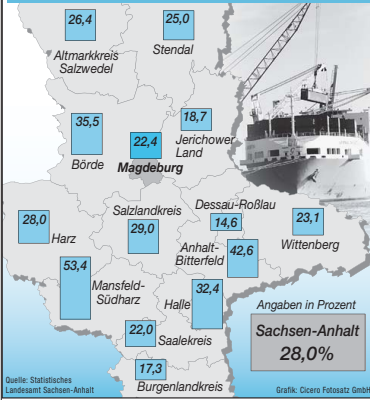 26,4
Altmarkkreis
Salzwedel
25,0
Stendal
35,5
Börde
22,4
Magdeburg
18,7
Jerichower
Land
28,0
Harz
Salzlandkreis
29,0
Dessau-Roßlau
14,6
23,1
Wittenberg
Anhalt-
Bitterfeld
42,6
53,4
Mansfeld-
Südharz
Halle
32,4
22,0
Saalekreis
17,3
Burgenlandkreis
Angaben in Prozent
Sachsen-Anhalt
28,0%
Quelle: Statistisches
Landesamt Sachsen-Anhalt
Grafik: Cicero Fotosatz GmbH